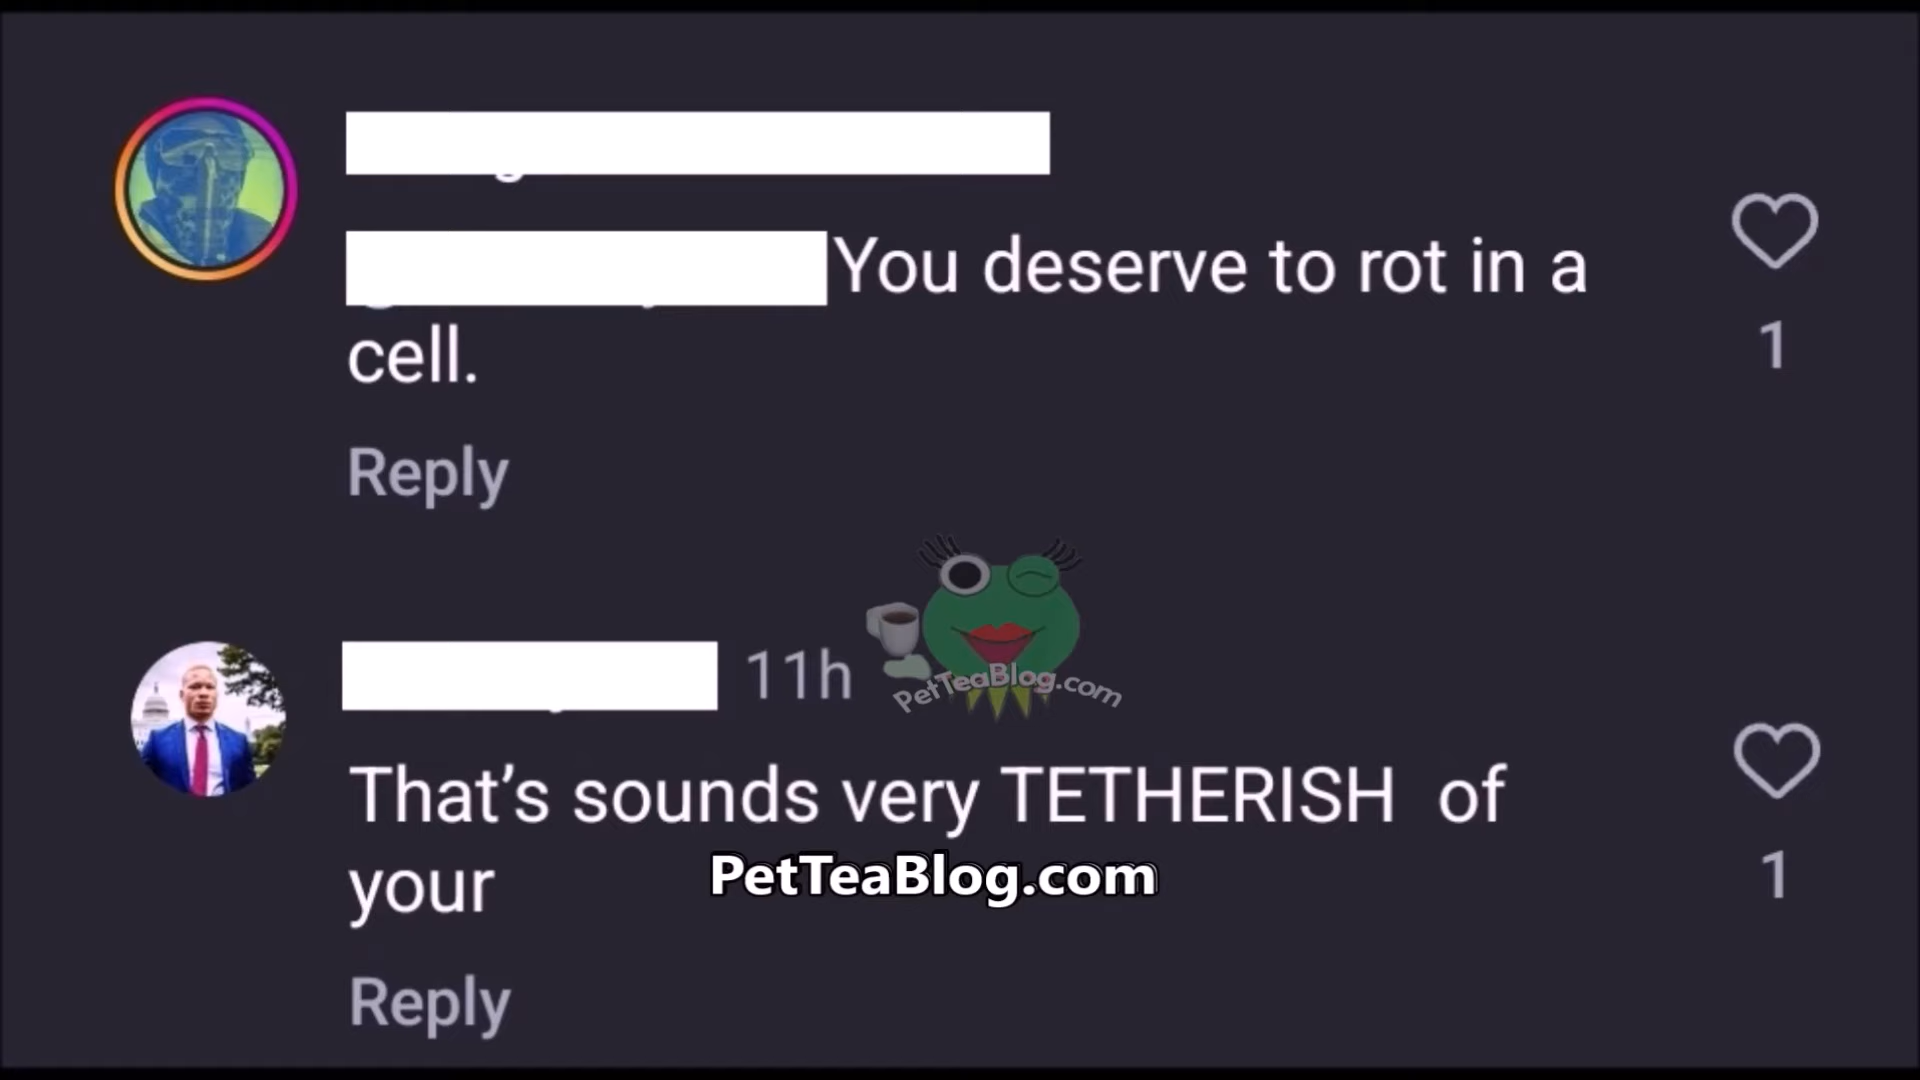 You deserve to rot in a
cell.
1
Reply
11h
PetTeaBlog.com
That's sounds very TETHERISH of
your
PetTeaBlog.com
1
Reply